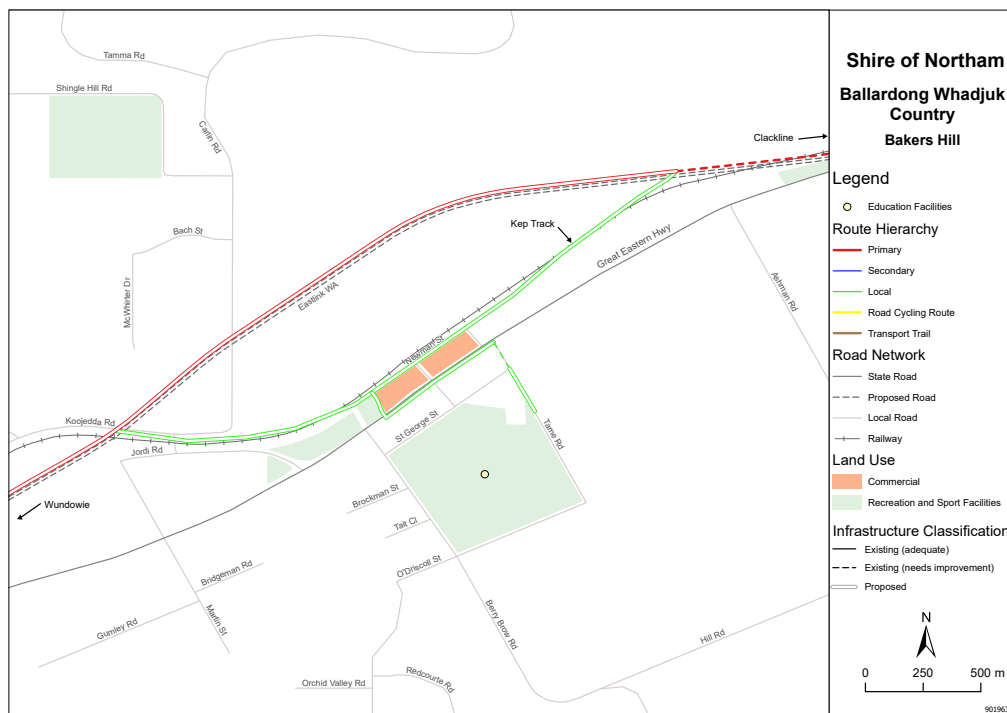 Tamma Rd
Shingle Hill Rd
Carlin Rd
Bach St
McWhirter Dr
Eastlink WA
Kep Track
Clackline
Great Eastern Hwy
Ashman Rd
Newman St
Koojedda Rd
Jordi Rd
St George St
Tame Rd
Wundowie
Brockman St
Tait Cl
O'Driscoll St
Bridgeman Rd
Gumley Rd
Martin St
Berry Brow Rd
Hill Rd
Redcourte Rd
Orchid Valley Rd
Shire of Northam
Ballardong Whadjuk
Country
Bakers Hill
Legend
Education Facilities
Route Hierarchy
Primary
Secondary
Local
Road Cycling Route
Transport Trail
Road Network
State Road
Proposed Road
Local Road
Railway
Land Use
Commercial
Recreation and Sport Facilities
Infrastructure Classification
Existing (adequate)
Existing (needs improvement)
Proposed
N
0 250 500 m